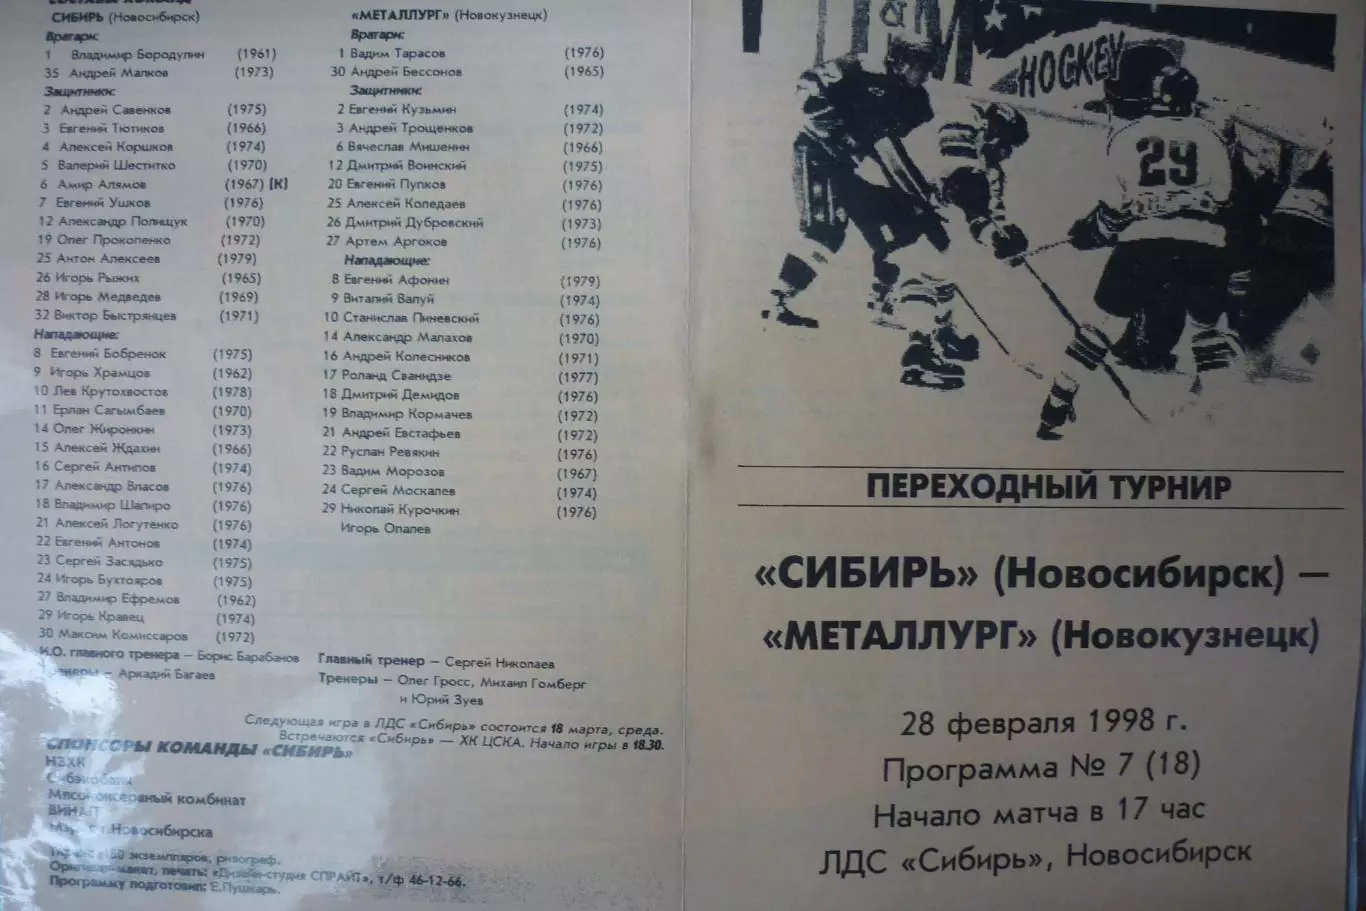 СОСТАВЫ КОМАНД
СИБИРЬ (Новосибирск)
Вратари:
1 Владимир Бородулин (1961)
35 Андрей Малков (1973)
Защитники:
2 Андрей Савенков (1975)
3 Евгений Тютиков (1966)
4 Алексей Коршков (1974)
5 Валерий Шеститко (1970)
6 Амир Алямов (1967) (К)
7 Евгений Ушков (1976)
12 Александр Полищук (1970)
19 Олег Прокопенко (1972)
25 Антон Алексеев (1979)
26 Игорь Рыжих (1965)
28 Игорь Медведев (1969)
32 Виктор Быстрянцев (1971)
Нападающие:
8 Евгений Бобренок (1975)
9 Игорь Храмцов (1962)
10 Лев Крутохвостов (1978)
11 Ерлан Сагымбаев (1970)
14 Олег Жиронкин (1973)
15 Алексей Ждахин (1966)
16 Сергей Антипов (1974)
17 Александр Власов (1976)
18 Владимир Шапиро (1976)
21 Алексей Логутенко (1976)
22 Евгений Антонов (1974)
23 Сергей Засядько (1975)
24 Игорь Бухтояров (1975)
27 Владимир Ефремов (1962)
29 Игорь Кравец (1974)
30 Максим Комиссаров (1972)
И.О. главного тренера – Борис Барабанов
Тренеры – Аркадий Багаев
«МЕТАЛЛУРГ» (Новокузнецк)
Вратари:
1 Вадим Тарасов (1976)
30 Андрей Бессонов (1965)
Защитники:
2 Евгений Кузьмин (1974)
3 Андрей Трощенков (1972)
6 Вячеслав Мишенин (1966)
12 Дмитрий Воинский (1975)
20 Евгений Пупков (1976)
25 Алексей Коледаев (1976)
26 Дмитрий Дубровский (1973)
27 Артем Аргоков (1976)
Нападающие:
8 Евгений Афонин (1979)
9 Виталий Валуй (1974)
10 Станислав Пиневский (1976)
14 Александр Малахов (1970)
16 Андрей Колесников (1971)
17 Роланд Сванидзе (1977)
18 Дмитрий Демидов (1976)
19 Владимир Кормачев (1972)
21 Андрей Евстафьев (1972)
22 Руслан Ревякин (1976)
23 Вадим Морозов (1967)
24 Сергей Москалев (1974)
29 Николай Курочкин (1976)
Игорь Опалев
Главный тренер – Сергей Николаев
Тренеры – Олег Гросс, Михаил Гомберг
и Юрий Зуев
Следующая игра в ЛДС «Сибирь» состоится 18 марта, среда.
Встречаются «Сибирь» — ХК ЦСКА. Начало игры в 18.30.
СПОНСОРЫ КОМАНДЫ «СИБИРЬ»
НЗХК
Сибэкобанк
Мясоконсервный комбинат
ВИНАП
г.Новосибирска
150 экземпляров, ризограф.
Оригинал-макет, печать: «Дизайн-студия СПРАЙТ», т/ф 46-12-66.
Программу подготовил: Е.Пушкарь.
&
HOCKEY
29
ПЕРЕХОДНЫЙ ТУРНИР
«СИБИРЬ» (Новосибирск) —
«МЕТАЛЛУРГ» (Новокузнецк)
28 февраля 1998 г.
Программа № 7 (18)
Начало матча в 17 час
ЛДС «Сибирь», Новосибирск